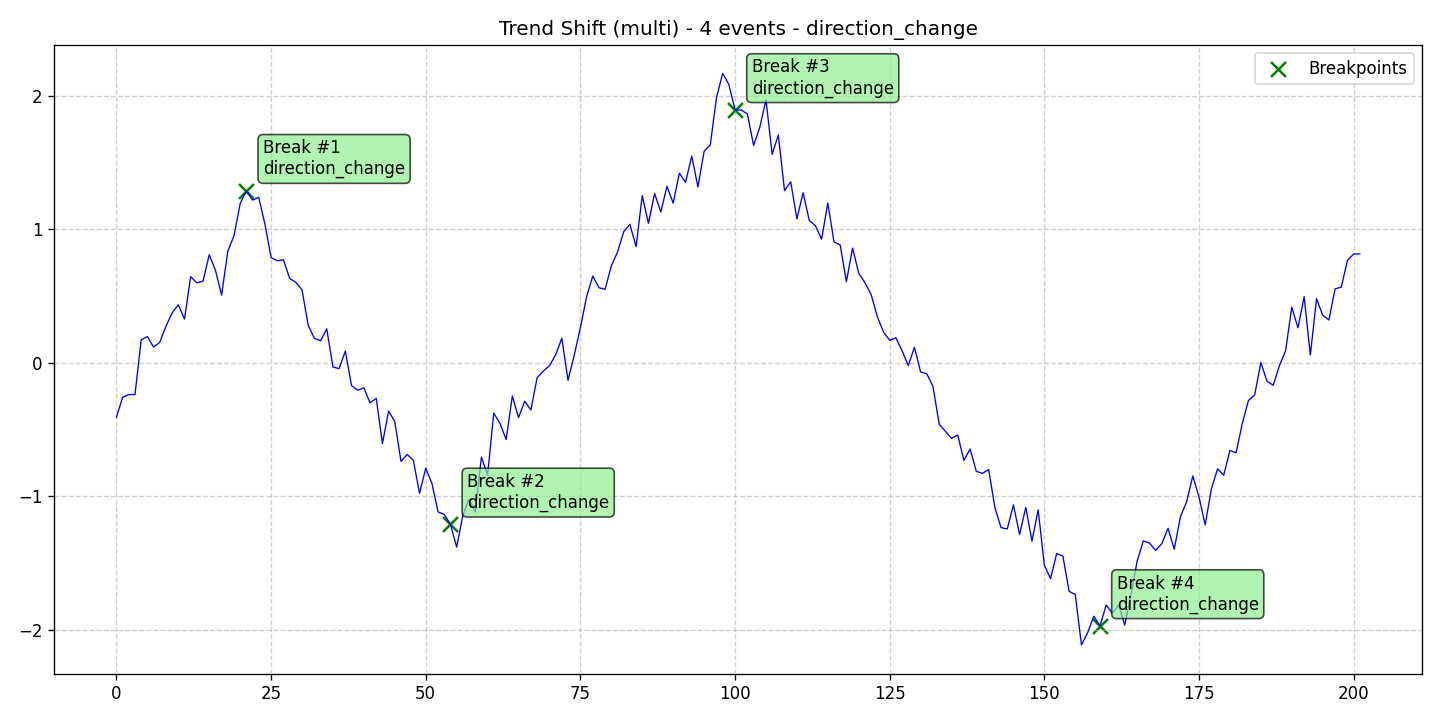 Trend Shift (multi) - 4 events - direction_change
Breakpoints
Break #1
direction_change
Break #2
direction_change
Break #3
direction_change
Break #4
direction_change
2
1
0
−1
−2
0
25
50
75
100
125
150
175
200